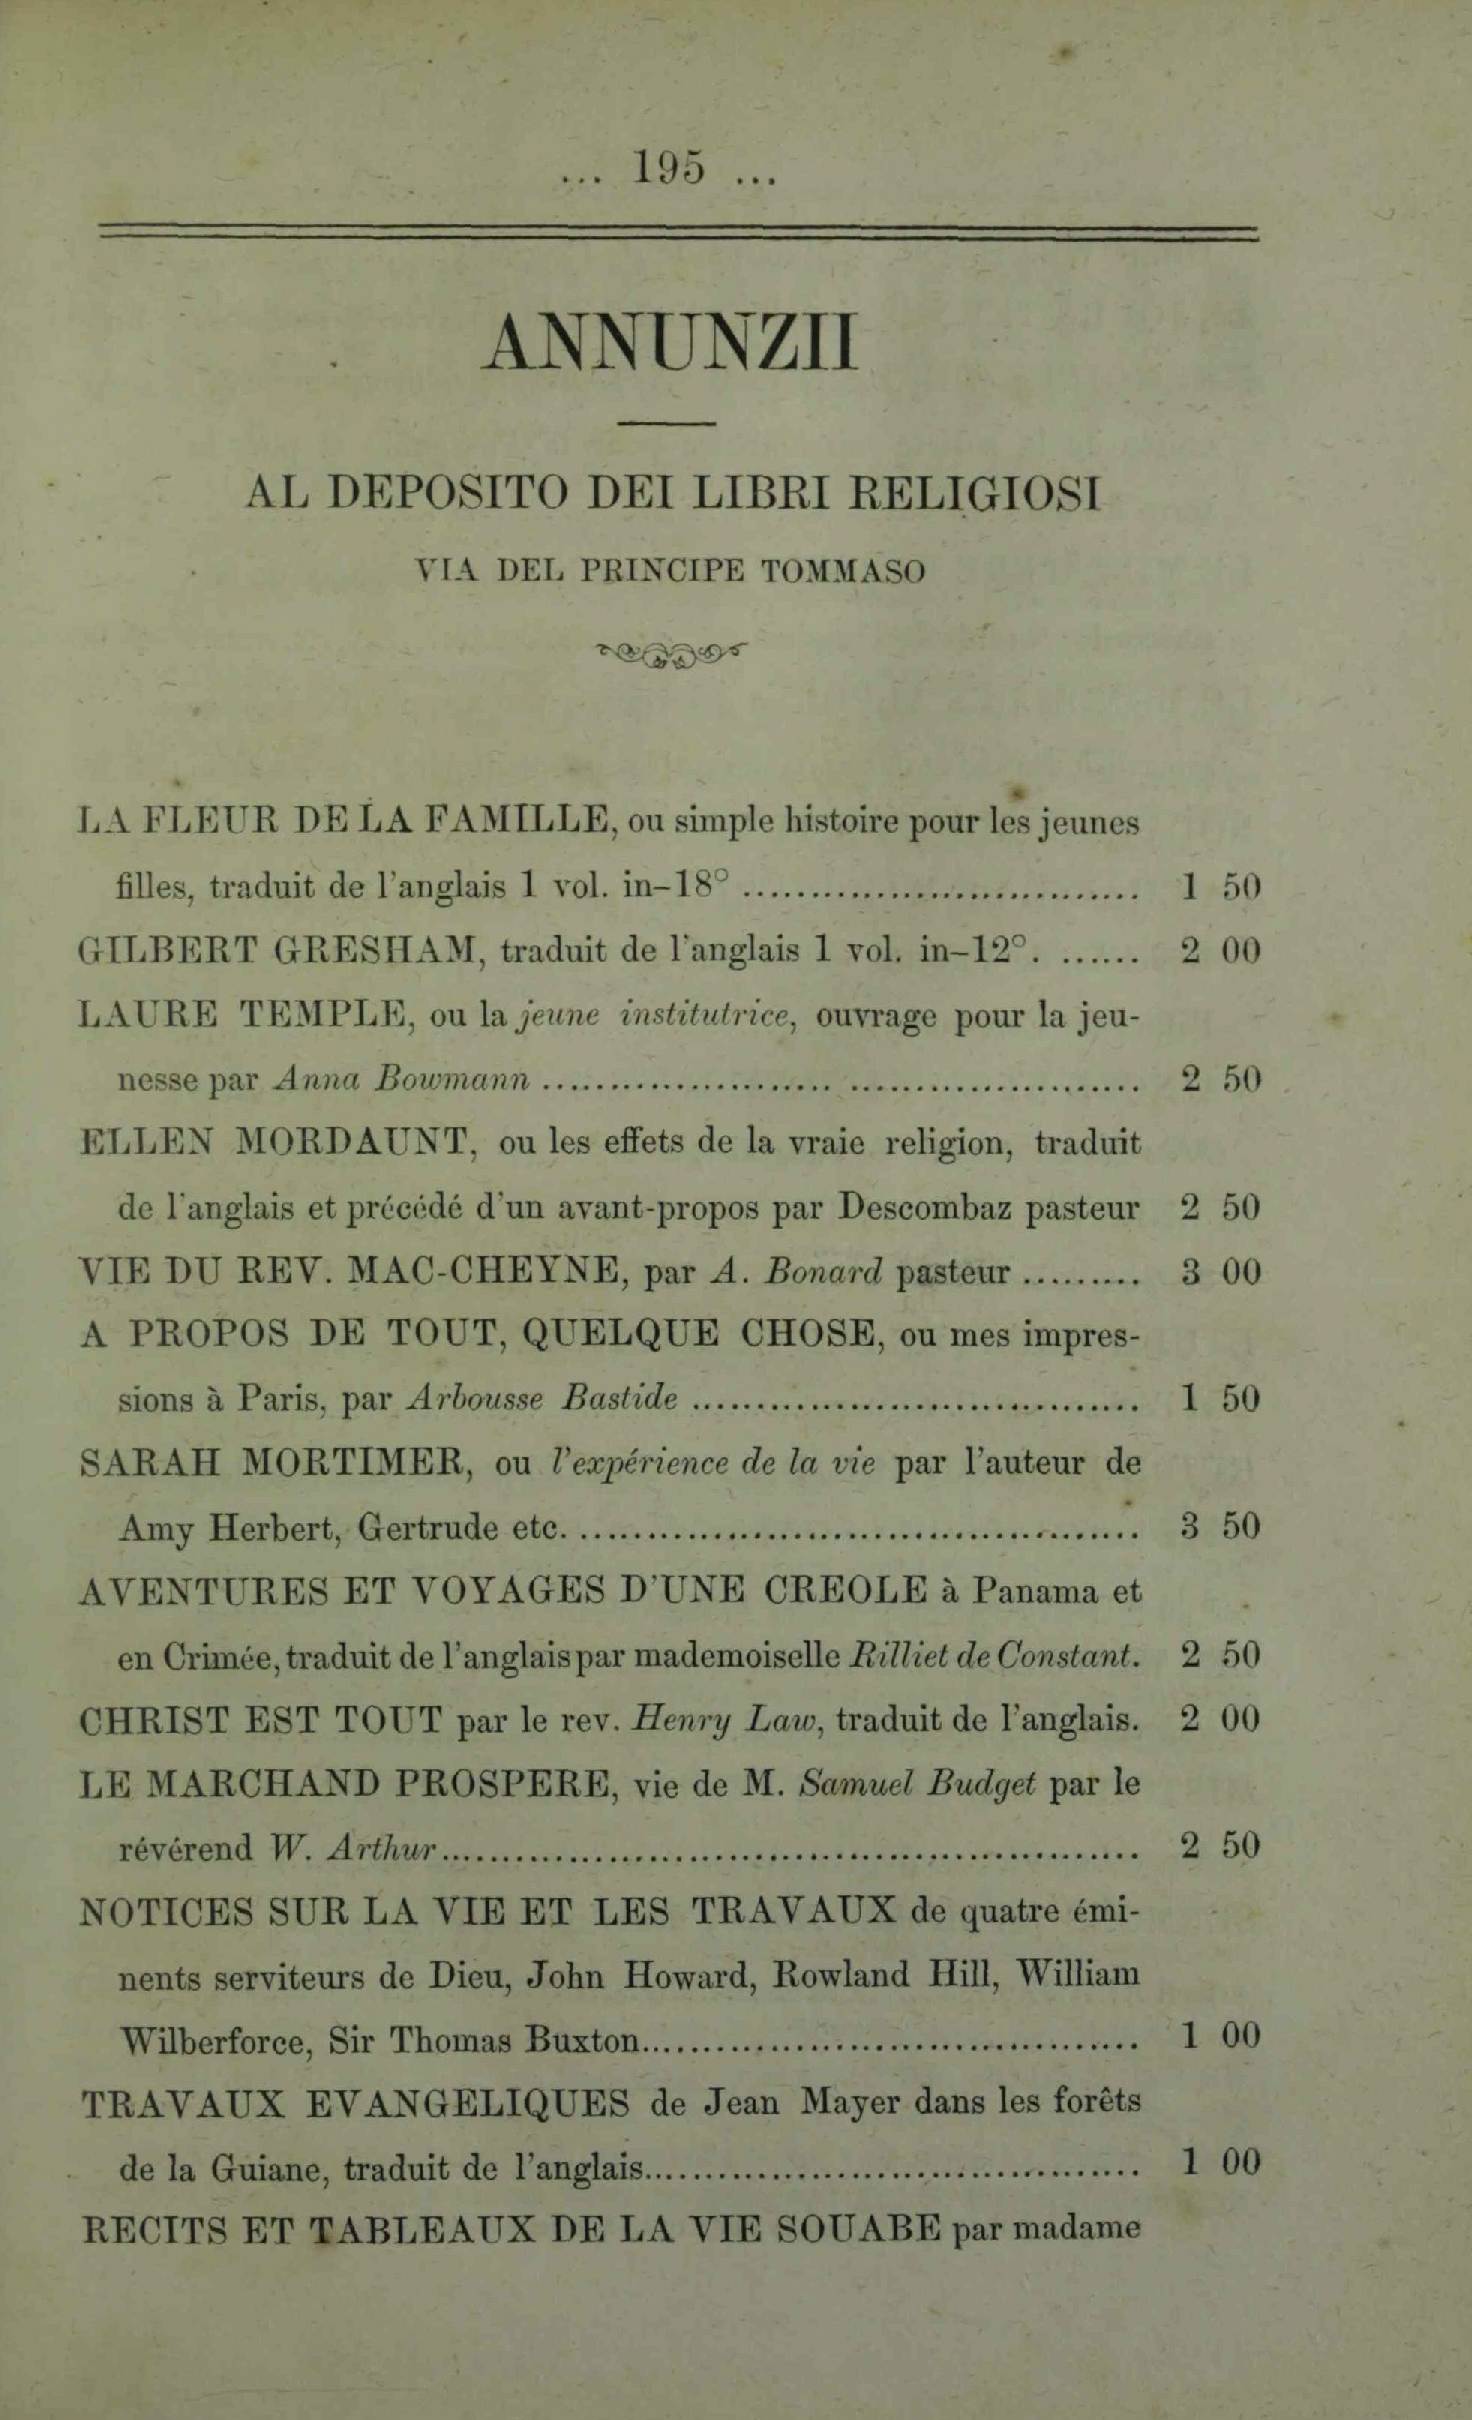 ... 195 ...
ANNUNZII
AL DEPOSITO DEI LIBRI RELIGIOSI
VIA DEL PRINCIPE TOMMASO
LA FLEUR DE LA FAMILLE, ou simple histoire pour les jeunes
filles, traduit de l'anglais 1 vol. in-18° .............................. 1 50
GILBERT GRESHAM, traduit de l'anglais 1 vol. in-12°. ....... 2 00
LAURE TEMPLE, ou la jeune institutrice, ouvrage pour la jeu-
nesse par Anna Bowmann ...................... ...................... 2 50
ELLEN MORDAUNT, ou les effets de la vraie religion, traduit
de l'anglais et précédé d'un avant-propos par Descombaz pasteur 2 50
VIE DU REV. MAC-CHEYNE, par A. Bonard pasteur ......... 3 00
A PROPOS DE TOUT, QUELQUE CHOSE, ou mes impres-
sions à Paris, par Arbousse Bastide .................................. 1 50
SARAH MORTIMER, ou l'expérience de la vie par l'auteur de
Amy Herbert, Gertrude etc. .......................................... 3 50
AVENTURES ET VOYAGES D'UNE CREOLE à Panama et
en Crimée, traduit de l'anglais par mademoiselle Rilliet de Constant. 2 50
CHRIST EST TOUT par le rev. Henry Law, traduit de l'anglais. 2 00
LE MARCHAND PROSPERE, vie de M. Samuel Budget par le
révérend W. Arthur..................................................... 2 50
NOTICES SUR LA VIE ET LES TRAVAUX de quatre émi-
nents serviteurs de Dieu, John Howard, Rowland Hill, William
Wilberforce, Sir Thomas Buxton...................................... 1 00
TRAVAUX EVANGELIQUES de Jean Mayer dans les forêts
de la Guiane, traduit de l'anglais...................................... 1 00
RECITS ET TABLEAUX DE LA VIE SOUABE par madame